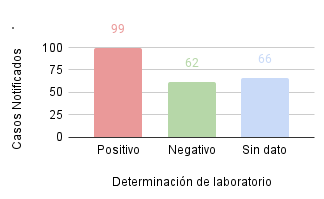 99
62
66
100
75
50
25
0
Casos Notificados
Positivo
Negativo
Sin dato
Determinación de laboratorio